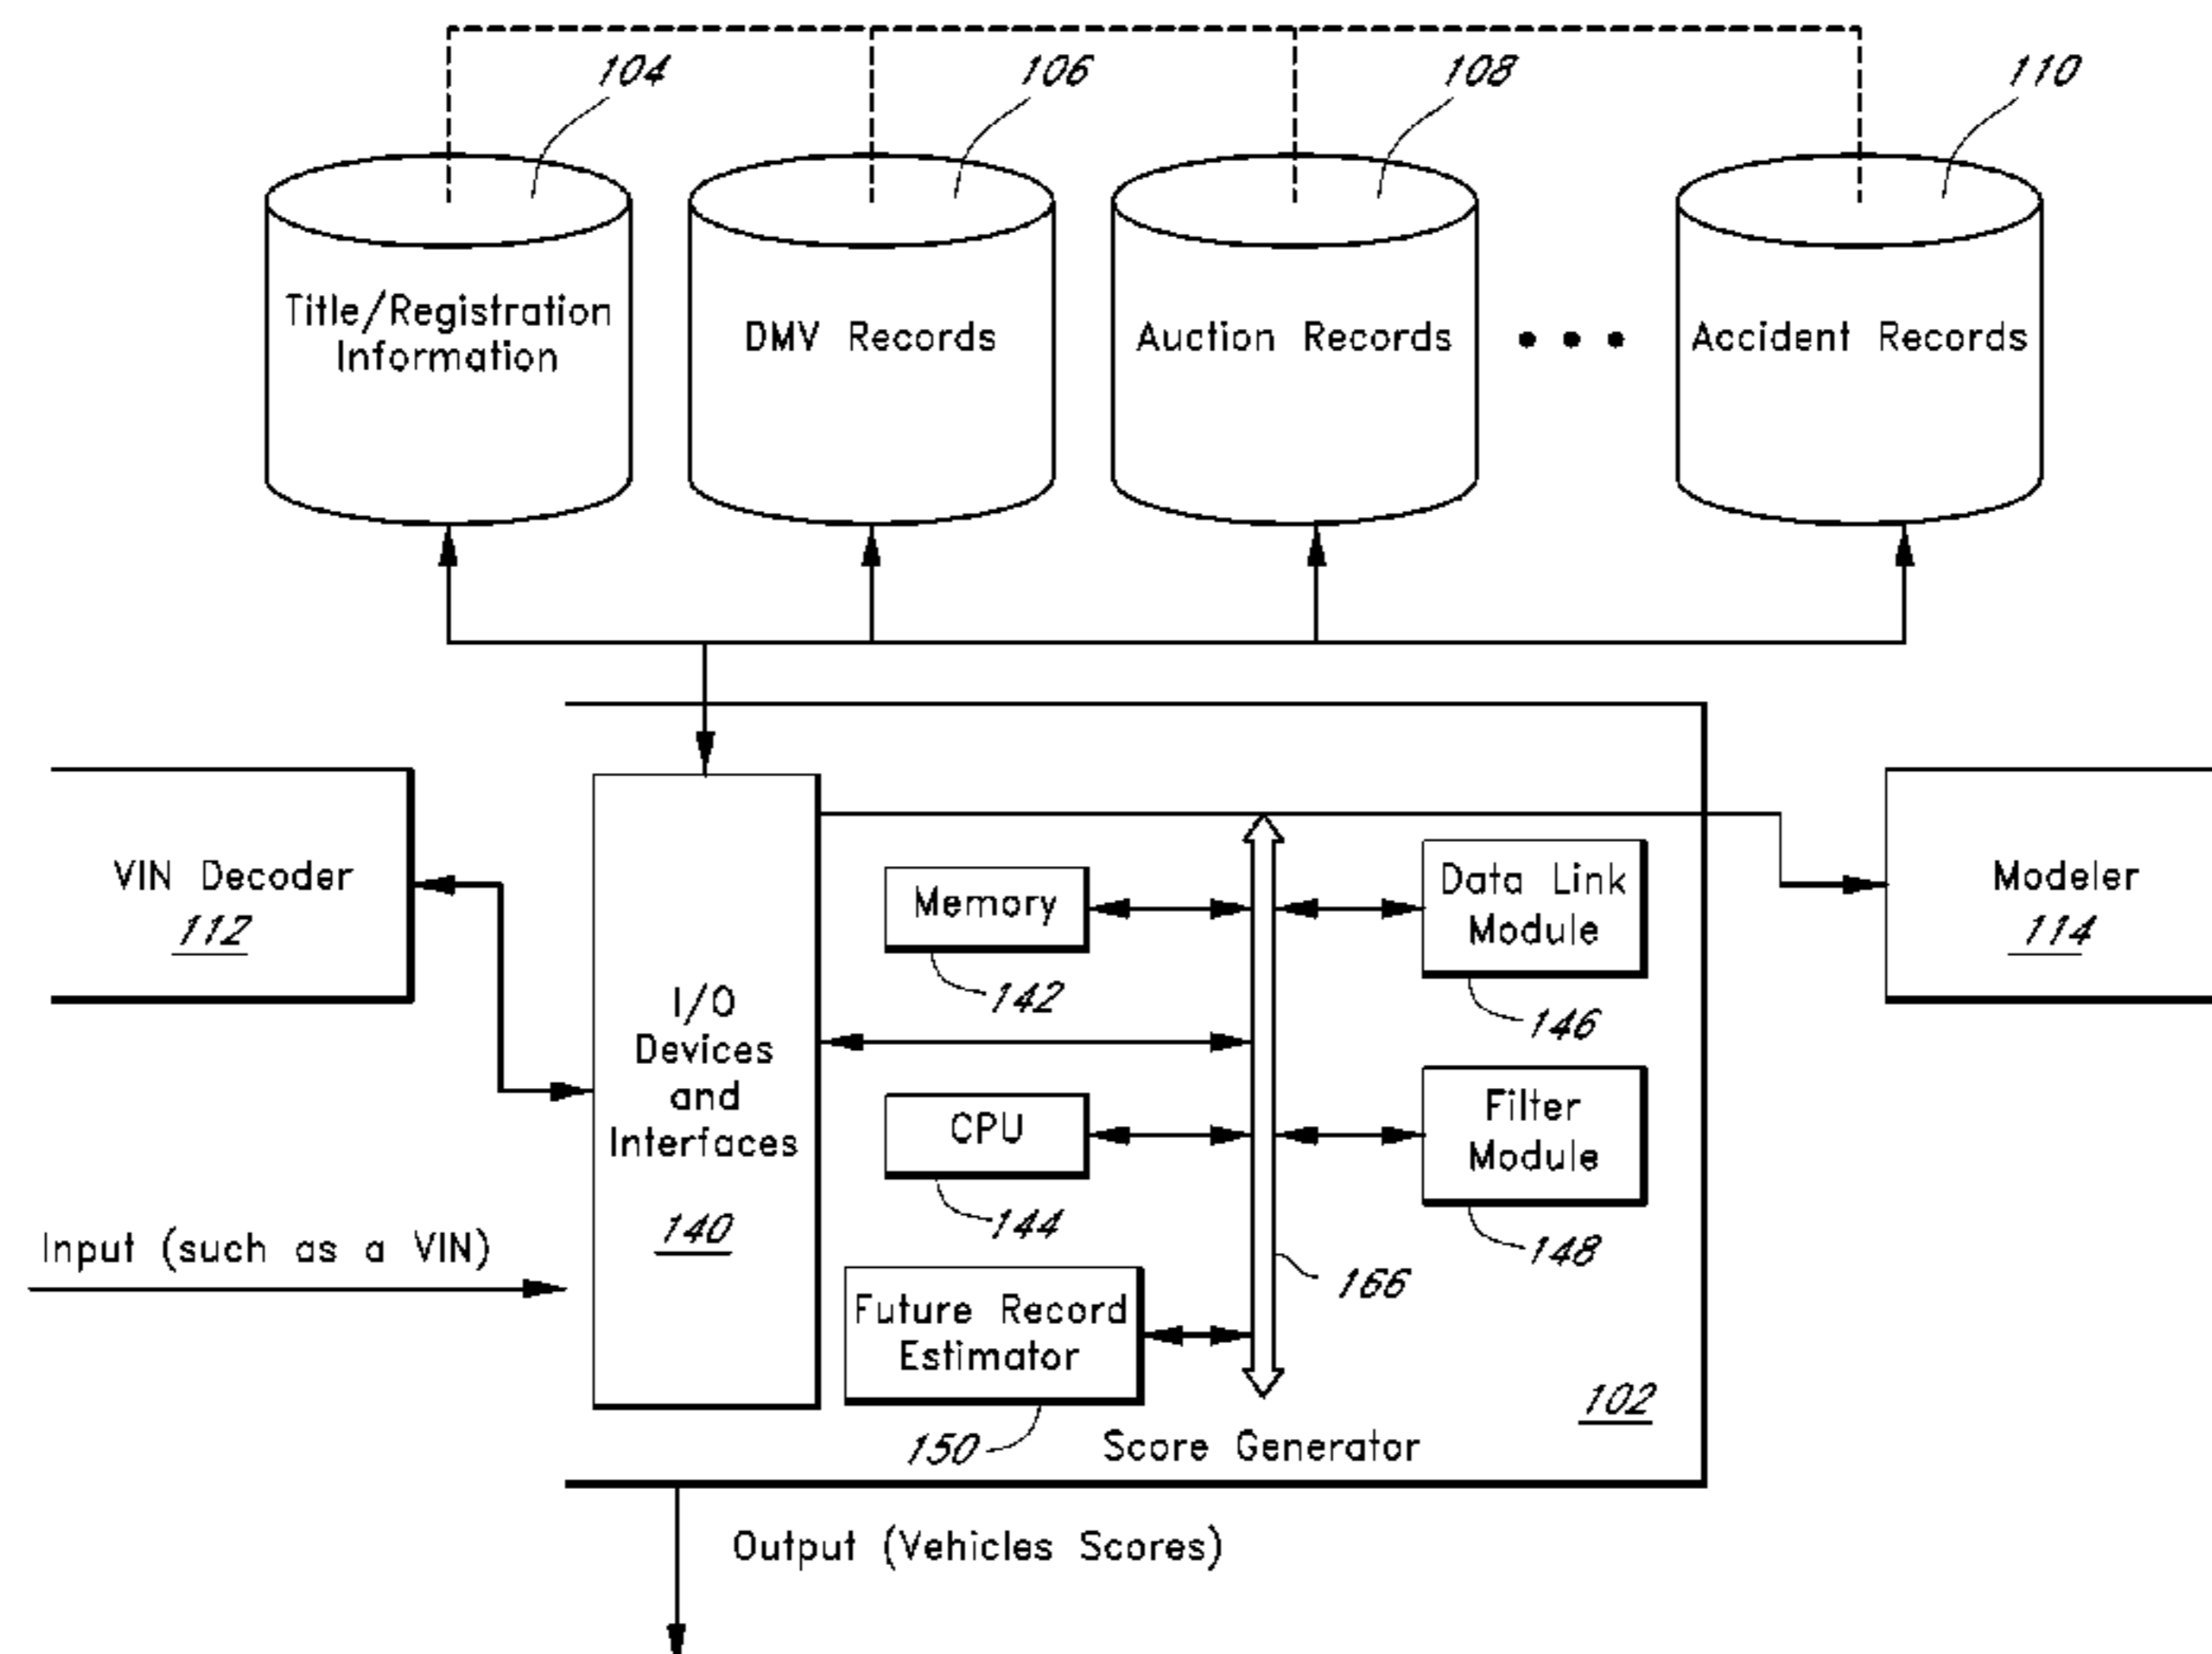 104
106
108
110
Title/Registration
Information
DMV Records
Auction Records
Accident Records
VIN Decoder
112
I/O
Devices
and
Interfaces
140
Memory
142
CPU
144
Future Record
Estimator
150
Data Link
Module
146
Filter
Module
148
166
102
Score Generator
Modeler
114
Input (such as a VIN)
Output (Vehicles Scores)